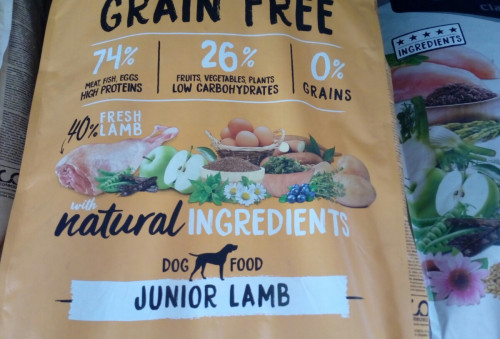 GRAIN FREE
74%
MEAT, FISH, EGGS
HIGH PROTEINS
26%
FRUITS, VEGETABLES, PLANTS
LOW CARBOHYDRATES
0%
GRAINS
40% FRESH
LAMB
with
natural INGREDIENTS
DOG FOOD
JUNIOR LAMB
INGREDIENTS